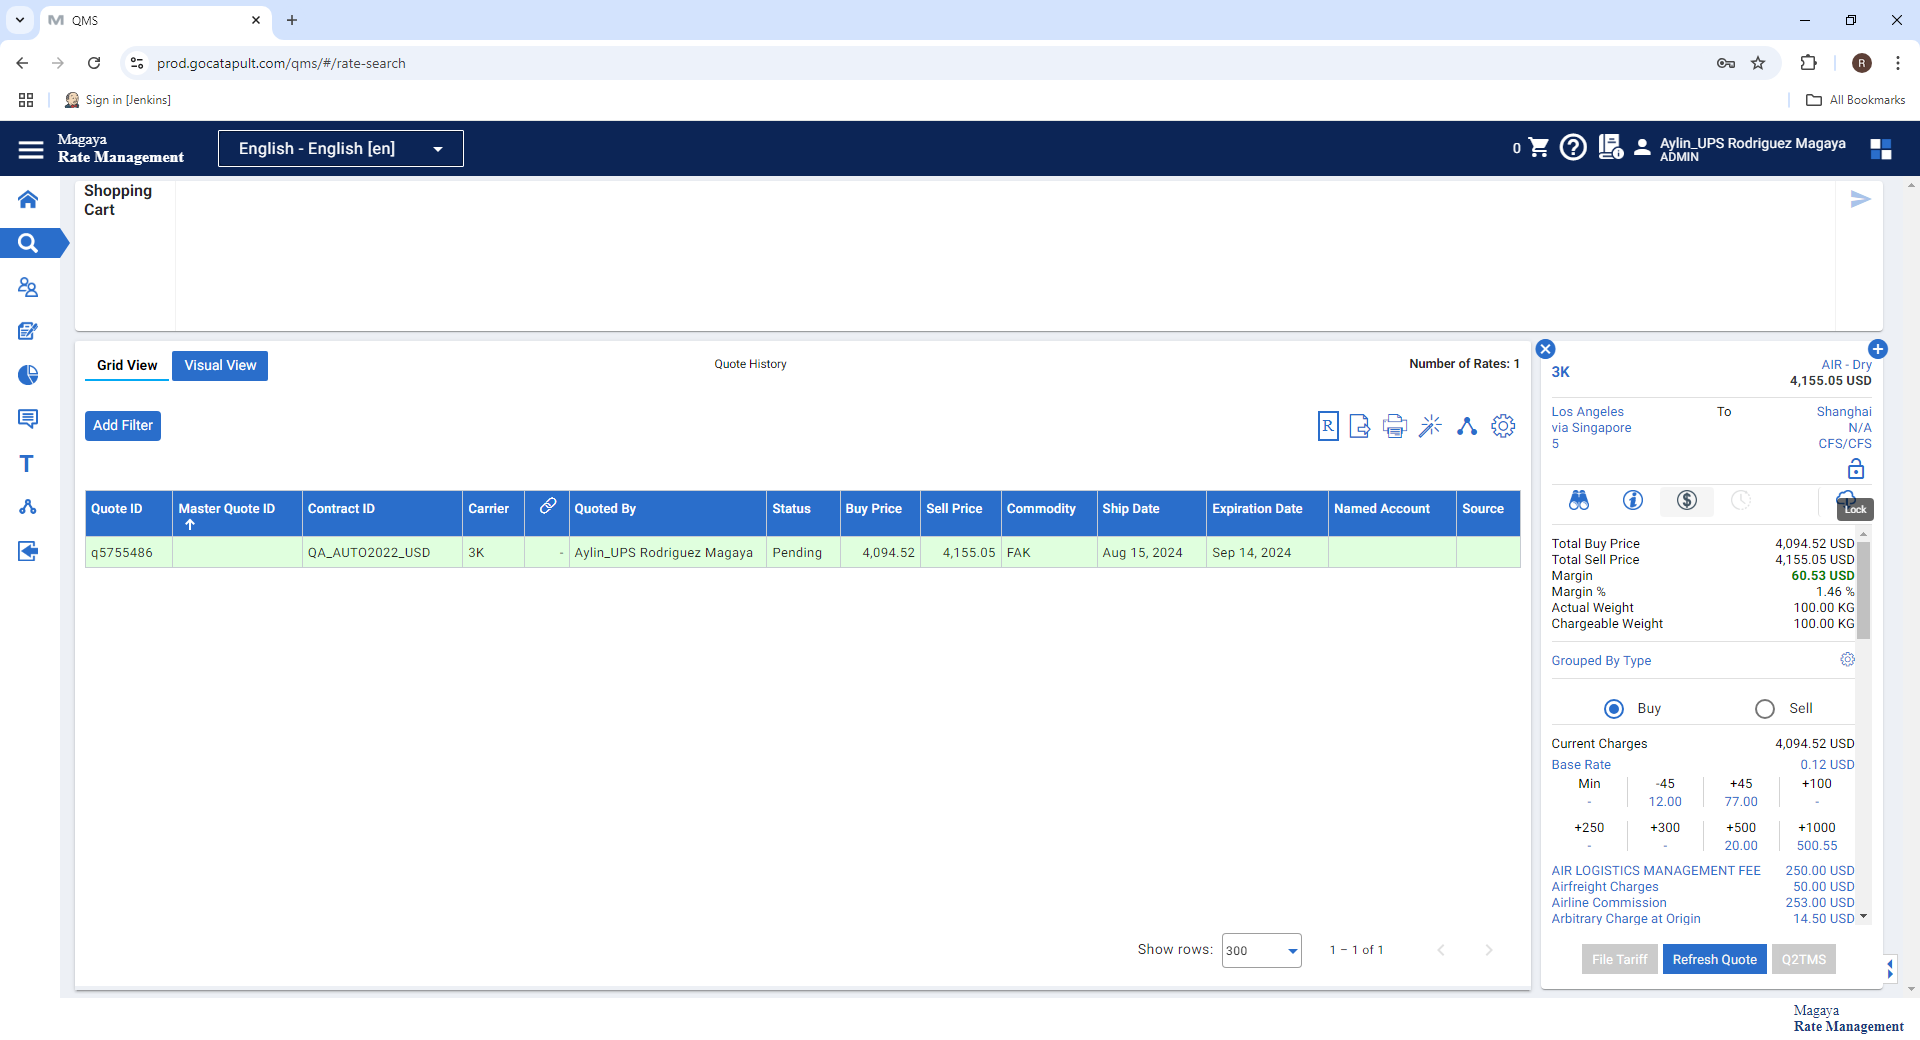 QMS
prod.gocatapult.com/qms/#/rate-search
R
Sign in [Jenkins]
All Bookmarks
Magaya
Rate Management
English - English [en]
0
Aylin_UPS Rodriguez Magaya
ADMIN
Shopping
Cart
Grid View
Visual View
Quote History
Number of Rates: 1
Add Filter
R
Quote ID Master Quote ID Contract ID Carrier Quoted By Status Buy Price Sell Price Commodity Ship Date Expiration Date Named Account Source
q5755486 QA_AUTO2022_USD 3K - Aylin_UPS Rodriguez Magaya Pending 4,094.52 4,155.05 FAK Aug 15, 2024 Sep 14, 2024
Show rows: 300 1 – 1 of 1
3K
AIR - Dry
4,155.05 USD
Los Angeles To Shanghai
via Singapore N/A
5 CFS/CFS
Lock
Total Buy Price 4,094.52 USD
Total Sell Price 4,155.05 USD
Margin 60.53 USD
Margin % 1.46 %
Actual Weight 100.00 KG
Chargeable Weight 100.00 KG
Grouped By Type
Buy Sell
Current Charges 4,094.52 USD
Base Rate 0.12 USD
Min -45 +45 +100
- 12.00 77.00 -
+250 +300 +500 +1000
- - 20.00 500.55
AIR LOGISTICS MANAGEMENT FEE 250.00 USD
Airfreight Charges 50.00 USD
Airline Commission 253.00 USD
Arbitrary Charge at Origin 14.50 USD
File Tariff Refresh Quote Q2TMS
Magaya
Rate Management